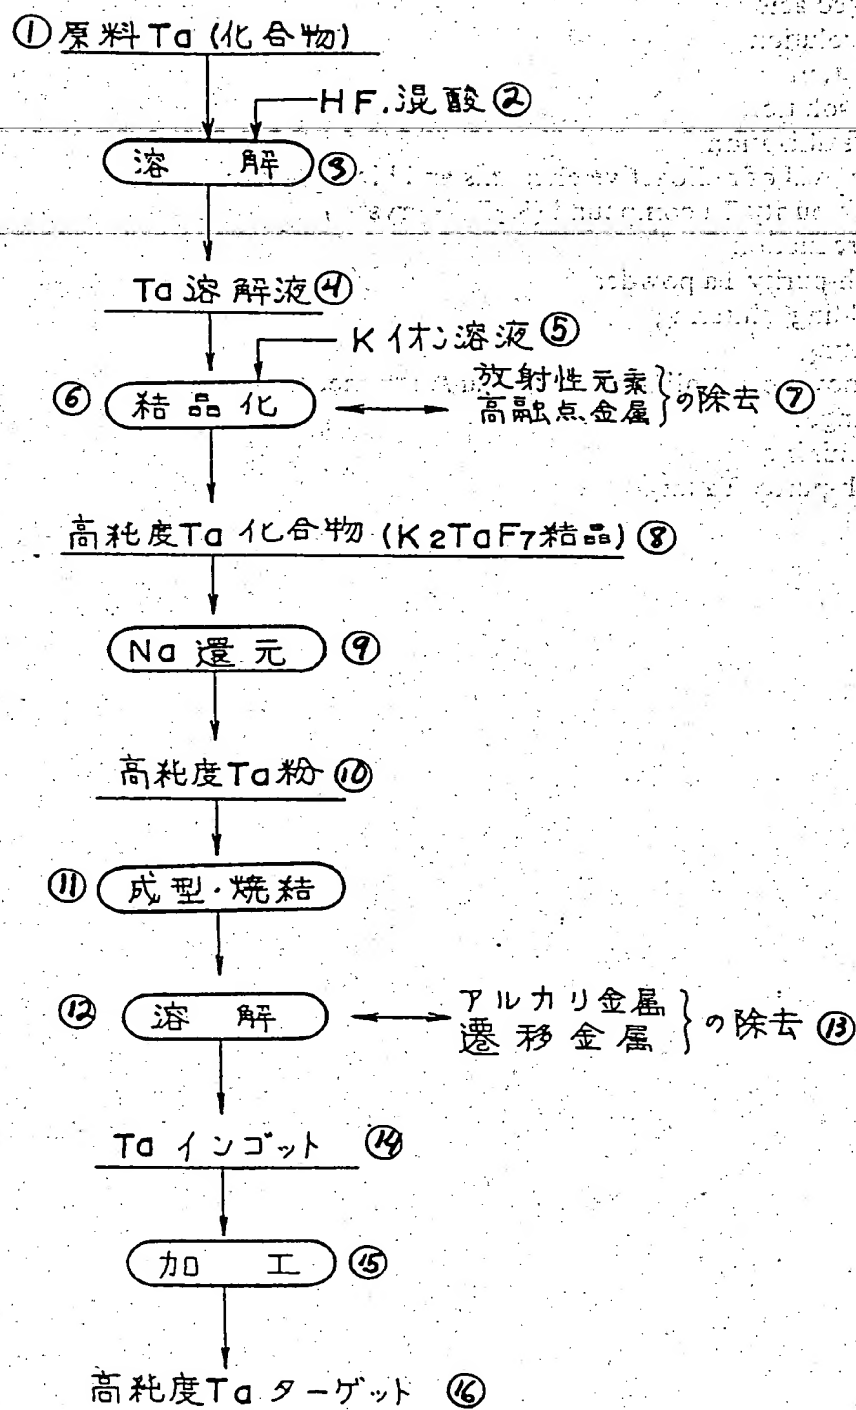 ① 原料Ta(化合物)
HF.混酸 ②
溶解 ③
Ta溶解液 ④
Kイオン溶液 ⑤
⑥ 結晶化
放射性元素
高融点金属 }の除去 ⑦
高純度Ta化合物(K2TaF7結晶) ⑧
Na還元 ⑨
高純度Ta粉 ⑩
⑪ 成型・焼結
⑫ 溶解
アルカリ金属
遷移金属 }の除去 ⑬
Taインゴット ⑭
加工 ⑮
高純度Taターゲット ⑯